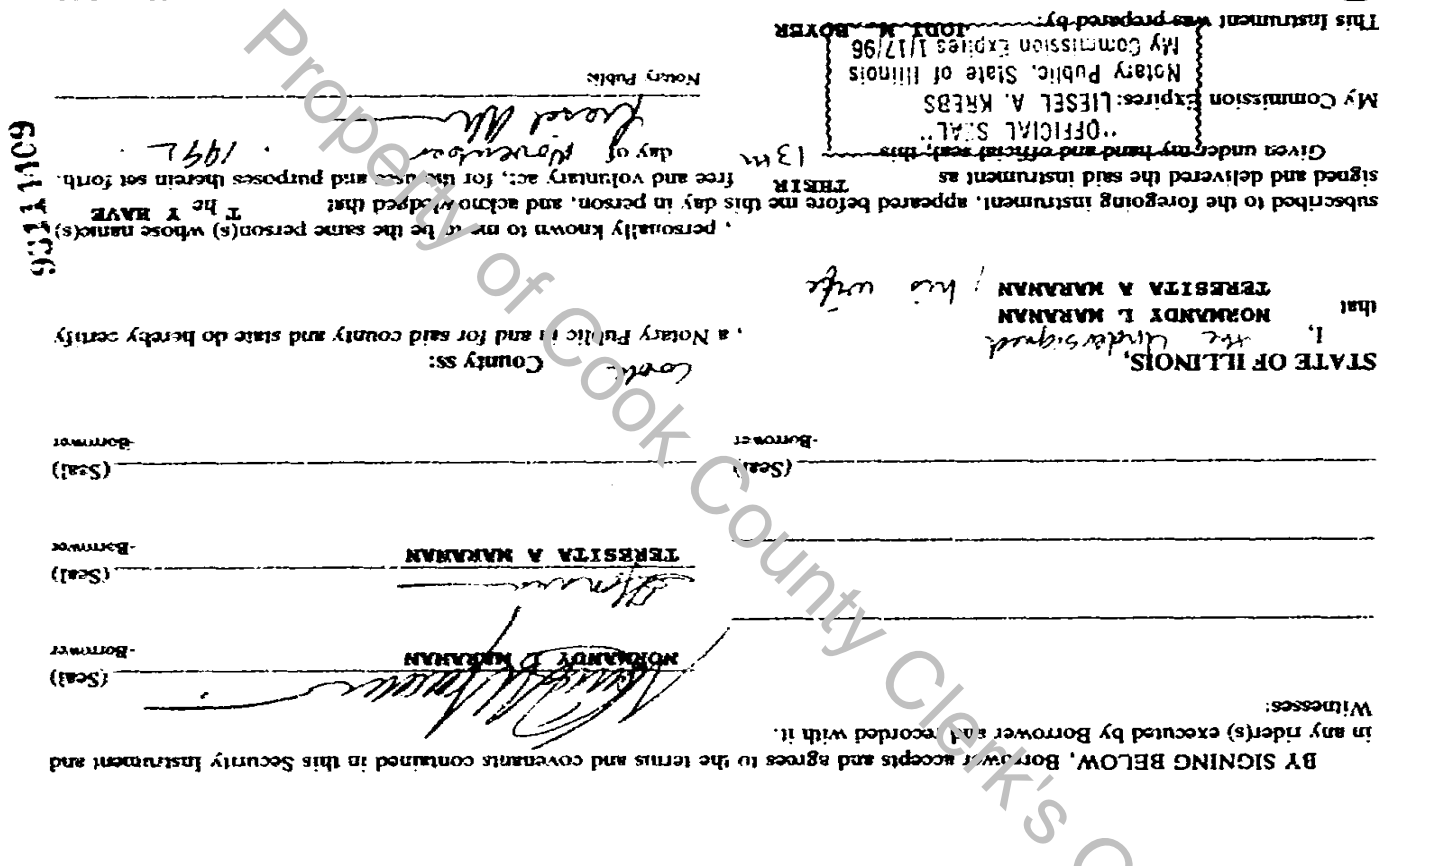 BY SIGNING BELOW, Borrower accepts and agrees to the terms and covenants contained in this Security Instrument and
in any rider(s) executed by Borrower and recorded with it.
Witnesses:
(Seal)
NORMANDY L MARANAN
-Borrower
(Seal)
TERESITA A MARANAN
-Borrower
(Seal)
-Borrower
(Seal)
-Borrower
STATE OF ILLINOIS, Cook County ss:
I, the undersigned , a Notary Public in and for said county and state do hereby certify
that NORMANDY L MARANAN
TERESITA A MARANAN , his wife
, personally known to me to be the same person(s) whose name(s)
subscribed to the foregoing instrument, appeared before me this day in person, and acknowledged that T he Y HAVE
signed and delivered the said instrument as THEIR free and voluntary act, for the uses and purposes therein set forth.
Given under my hand and official seal, this 13th day of November . 1992 .
"OFFICIAL SEAL"
My Commission Expires: LIESEL A. KREBS
Notary Public, State of Illinois
My Commission Expires 1/17/96
Notary Public
This Instrument was prepared by: JODI M BOYER
93111109
Property of Cook County Clerk's O